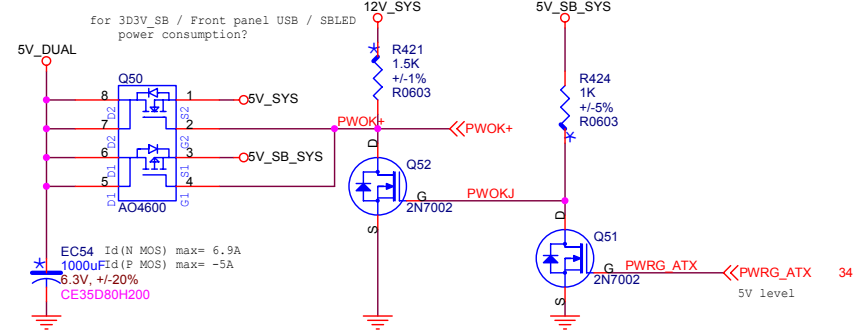 for 3D3V_SB / Front panel USB / SBLED
power consumption?
12V_SYS
5V_SB_SYS
5V_DUAL
R421
1.5K
+/-1%
R0603
R424
1K
+/-5%
R0603
Q50
8
1
5V_SYS
D2
S2
7
2
PWOK+
PWOK+
D2
G2
6
3
5V_SB_SYS
D1
S1
5
4
D1
G1
AO4600
D
Q52
G
PWOKJ
2N7002
S
D
Q51
G
PWRG_ATX
PWRG_ATX
34
2N7002
5V level
S
EC54
Id(N MOS) max= 6.9A
1000uF
Id(P MOS) max= -5A
6.3V, +/-20%
CE35D80H200